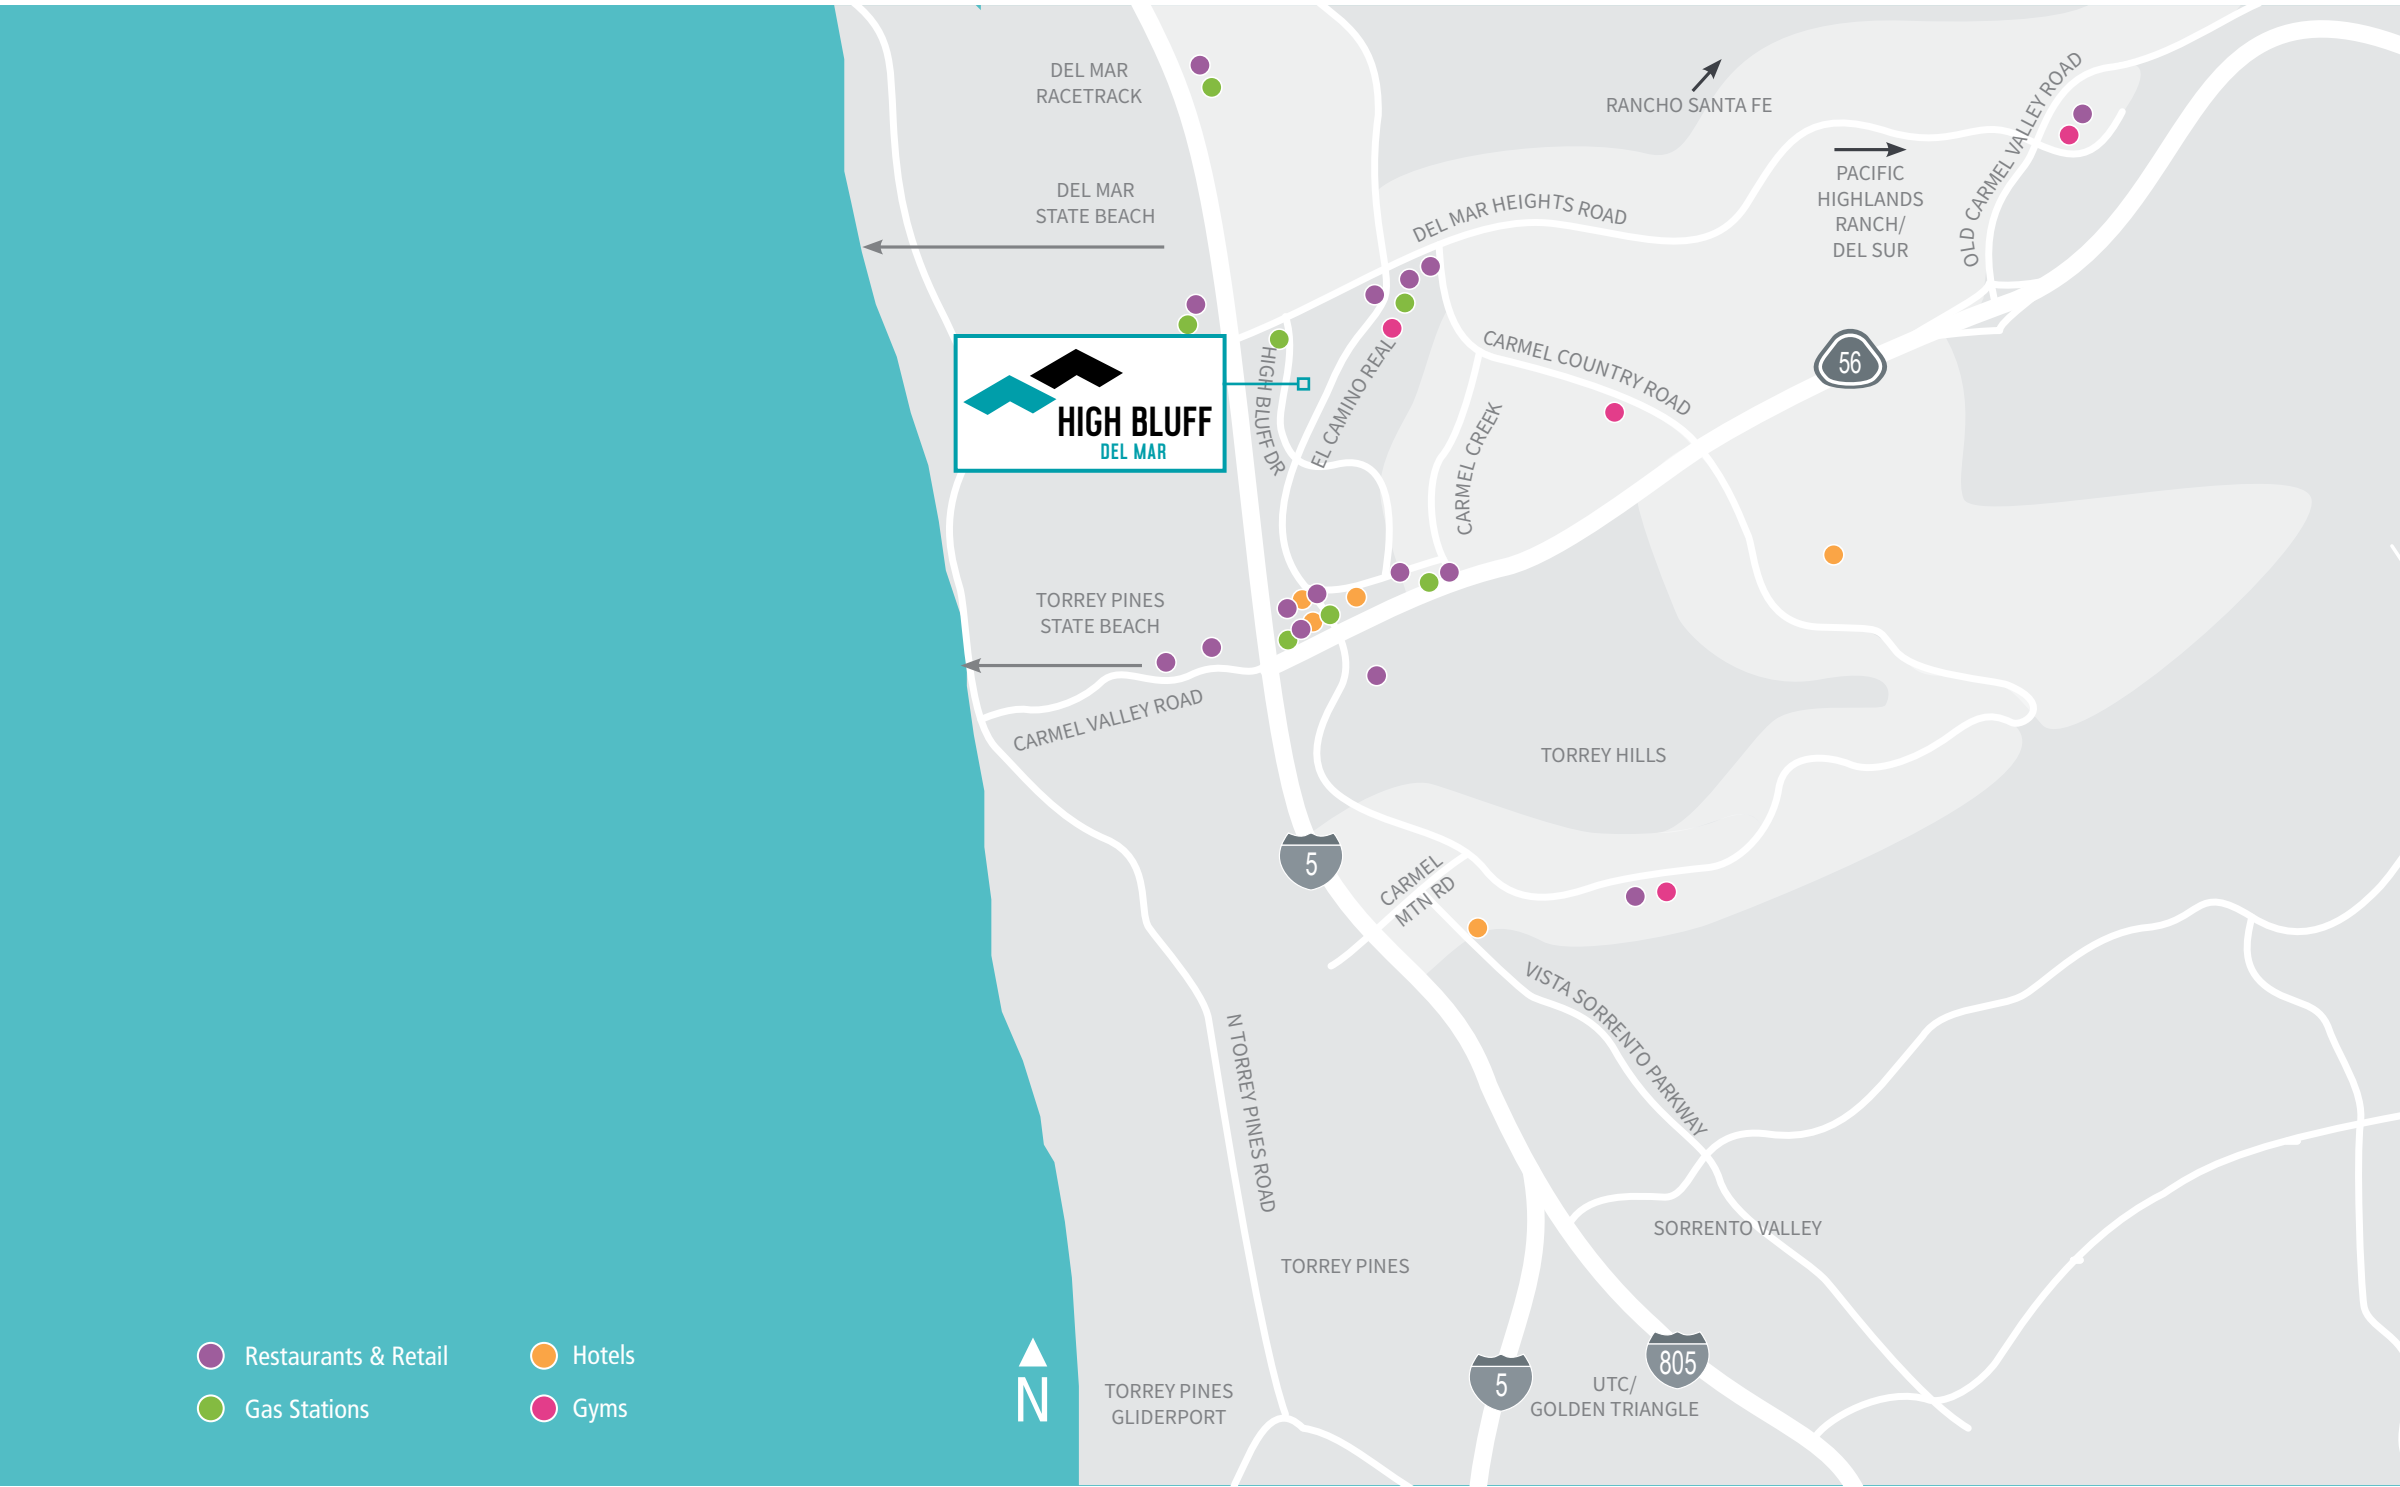 DEL MAR
RACETRACK
RANCHO SANTA FE
OLD CARMEL VALLEY ROAD
PACIFIC
HIGHLANDS
RANCH/
DEL SUR
DEL MAR
STATE BEACH
DEL MAR HEIGHTS ROAD
HIGH BLUFF
DEL MAR
HIGH BLUFF DR
EL CAMINO REAL
CARMEL COUNTRY ROAD
56
CARMEL CREEK
TORREY PINES
STATE BEACH
CARMEL VALLEY ROAD
TORREY HILLS
5
CARMEL
MTN RD
VISTA SORRENTO PARKWAY
N TORREY PINES ROAD
SORRENTO VALLEY
TORREY PINES
805
5
UTC/
GOLDEN TRIANGLE
TORREY PINES
GLIDERPORT
Restaurants & Retail
Hotels
Gas Stations
Gyms
N